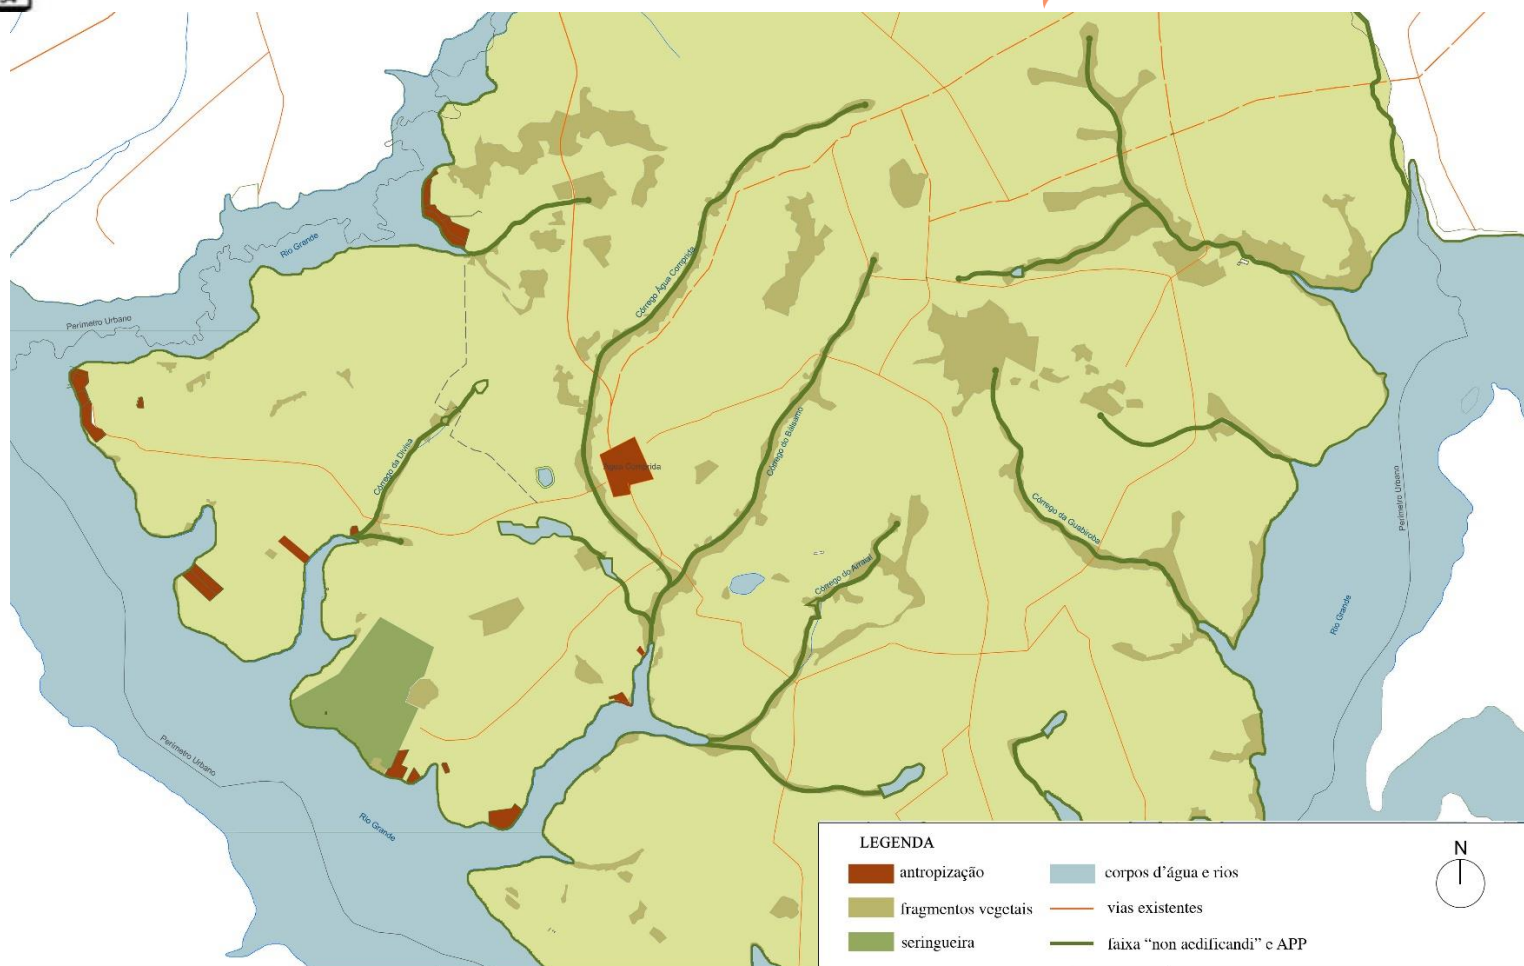 Rio Grande
Córrego Água Comprida
Perímetro Urbano
Córrego do Bálsamo
Córrego da Divisa
Água Comprida
Perímetro Urbano
Córrego da Guabiroba
Córrego do Arraial
Rio Grande
Perímetro Urbano
Rio Grande
LEGENDA
antropização
fragmentos vegetais
seringueira
corpos d'água e rios
vias existentes
faixa "non aedificandi" e APP
N